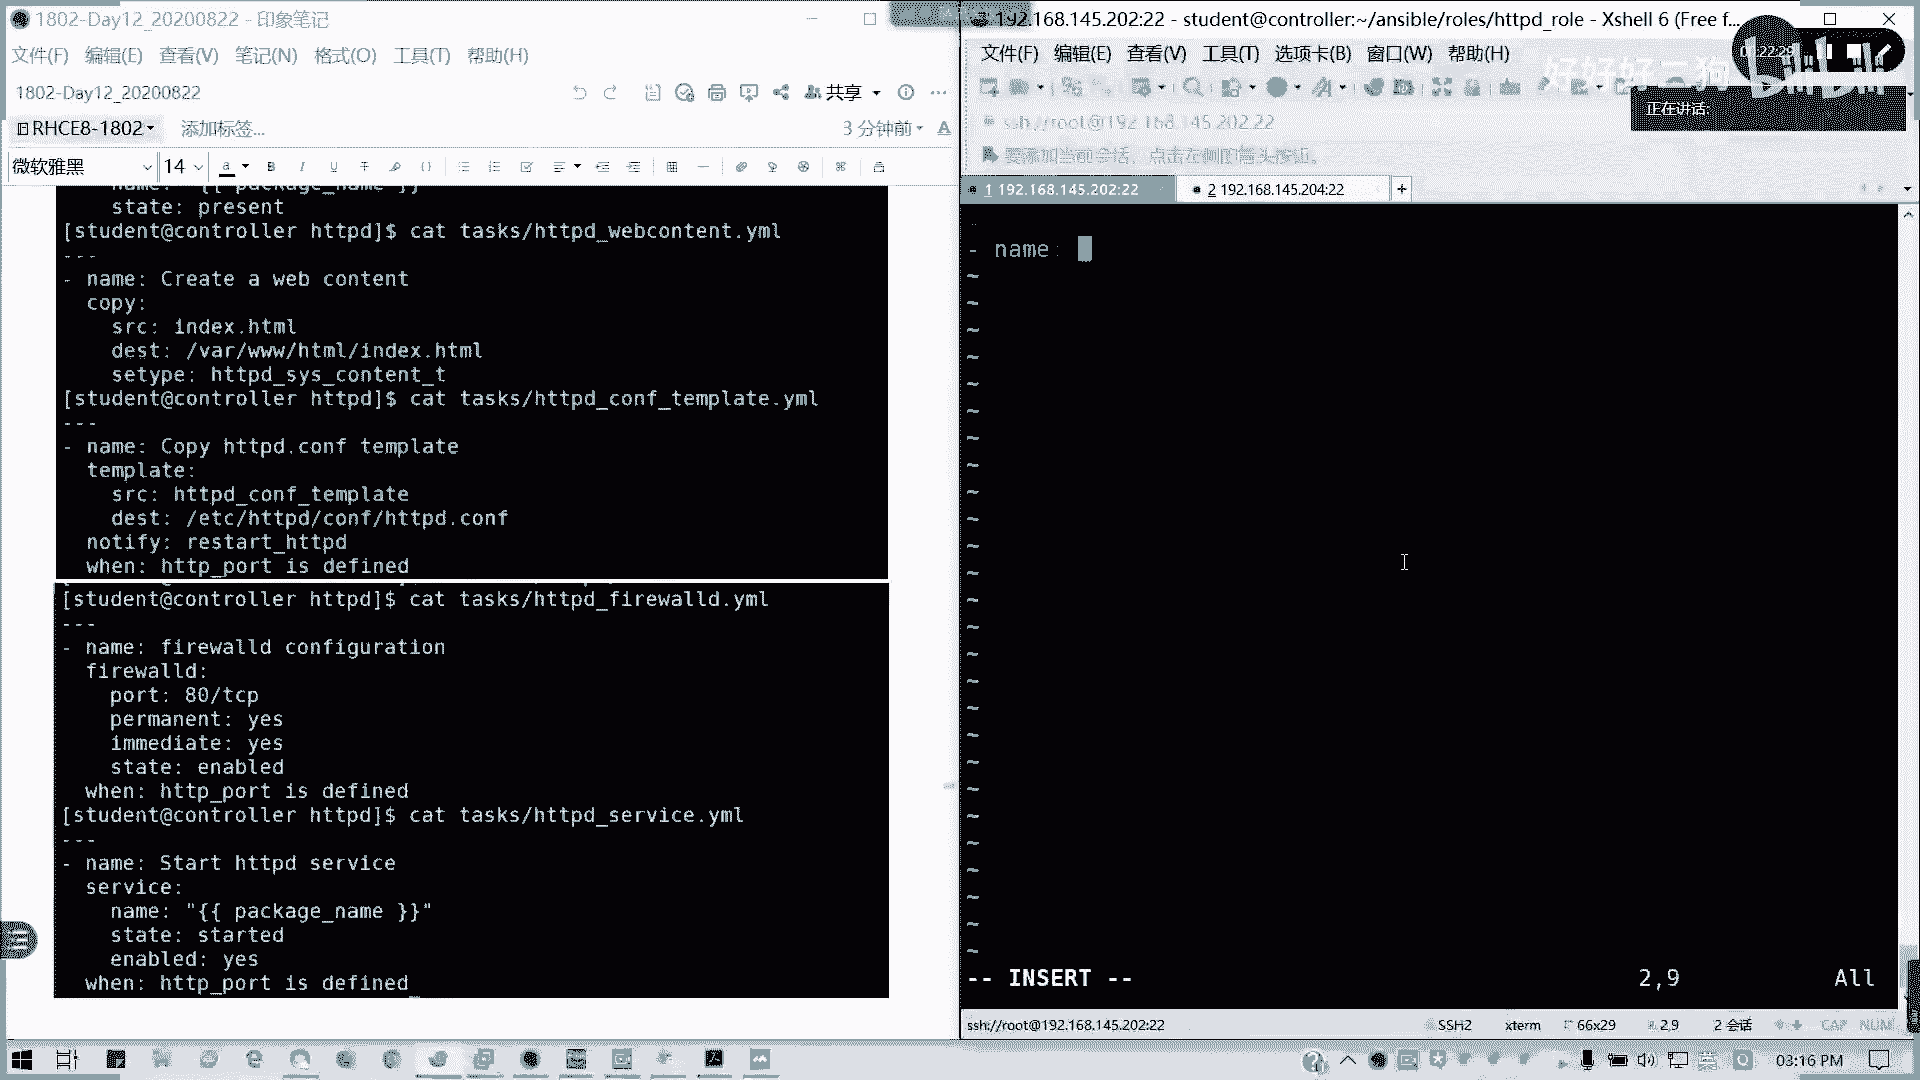 1802-Day12_20200822 - 印象笔记
文件(F) 编辑(E) 查看(V) 笔记(N) 格式(O) 工具(T) 帮助(H)
1802-Day12_20200822
共享
RHCE8-1802
添加标签...
3 分钟前
微软雅黑 14
name: "{{ package_name }}"
state: present
[student@controller httpd]$ cat tasks/httpd_webcontent.yml
---
- name: Create a web content
copy:
src: index.html
dest: /var/www/html/index.html
setype: httpd_sys_content_t
[student@controller httpd]$ cat tasks/httpd_conf_template.yml
---
- name: Copy httpd.conf template
template:
src: httpd_conf_template
dest: /etc/httpd/conf/httpd.conf
notify: restart_httpd
when: http_port is defined
[student@controller httpd]$ cat tasks/httpd_firewalld.yml
---
- name: firewalld configuration
firewalld:
port: 80/tcp
permanent: yes
immediate: yes
state: enabled
when: http_port is defined
[student@controller httpd]$ cat tasks/httpd_service.yml
---
- name: Start httpd service
service:
name: "{{ package_name }}"
state: started
enabled: yes
when: http_port is defined
192.168.145.202:22 - student@controller:~/ansible/roles/httpd_role - Xshell 6 (Free f...
文件(F) 编辑(E) 查看(V) 工具(T) 选项卡(B) 窗口(W) 帮助(H)
好好好二狗
bilibili
正在讲话:
ssh://root@192.168.145.202:22
要添加当前会话，点击左侧的箭头按钮。
1 192.168.145.202:22
2 192.168.145.204:22
- name:
-- INSERT --
2,9
All
ssh://root@192.168.145.202:22
SSH2 xterm 66x29 2,9 2 会话 CAP NUM
03:16 PM